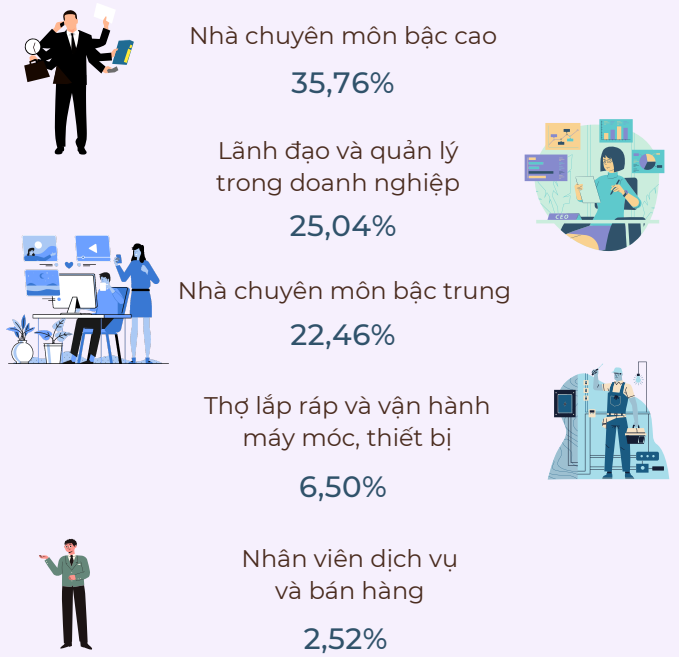 Nhà chuyên môn bậc cao
35,76%
Lãnh đạo và quản lý
trong doanh nghiệp
25,04%
CEO
Nhà chuyên môn bậc trung
22,46%
Thợ lắp ráp và vận hành
máy móc, thiết bị
6,50%
Nhân viên dịch vụ
và bán hàng
2,52%